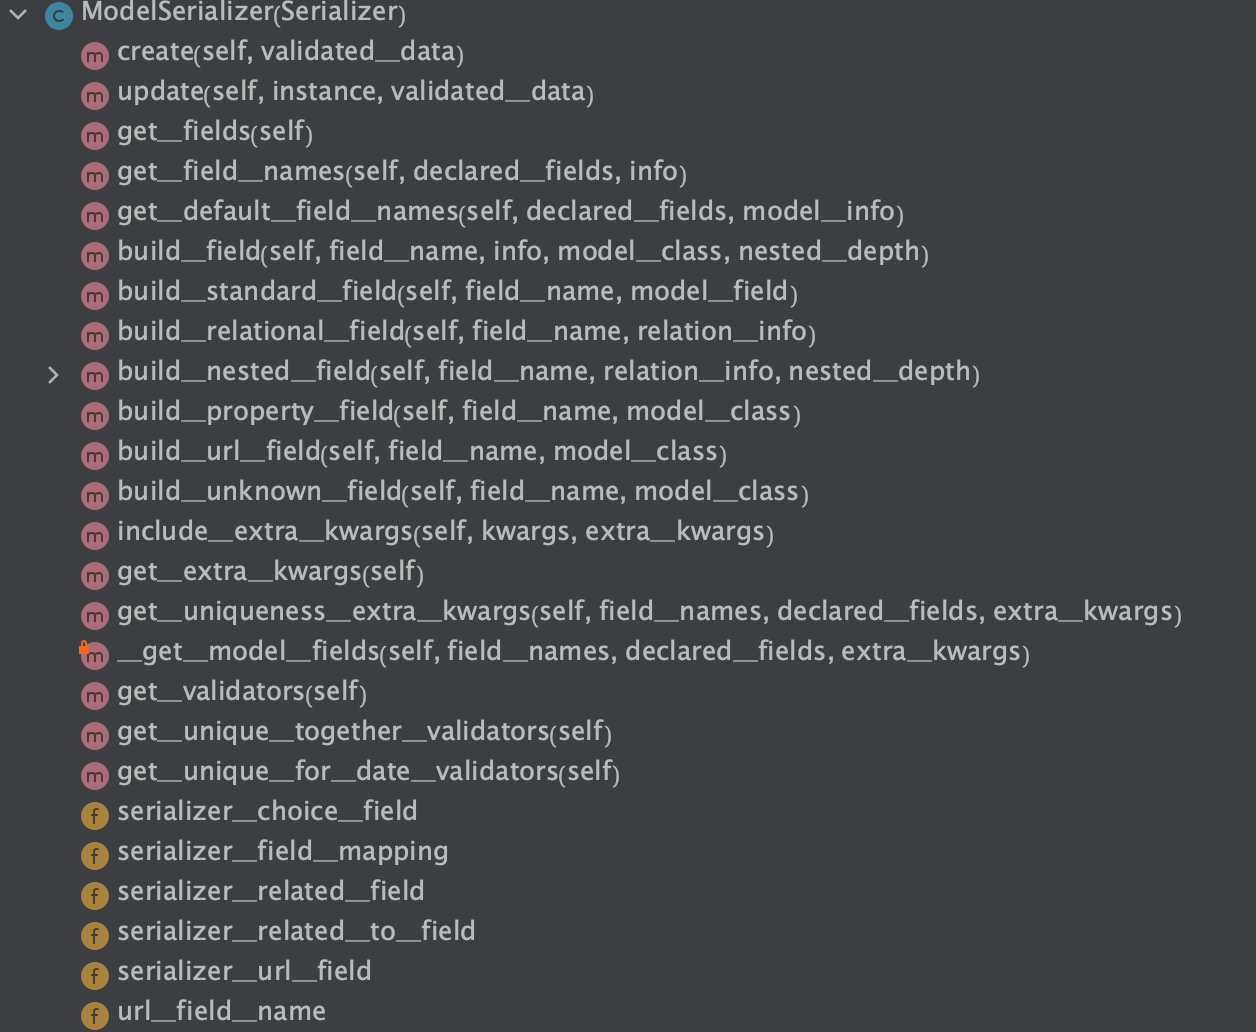 ModelSerializer(Serializer)
create(self, validated_data)
update(self, instance, validated_data)
get_fields(self)
get_field_names(self, declared_fields, info)
get_default_field_names(self, declared_fields, model_info)
build_field(self, field_name, info, model_class, nested_depth)
build_standard_field(self, field_name, model_field)
build_relational_field(self, field_name, relation_info)
build_nested_field(self, field_name, relation_info, nested_depth)
build_property_field(self, field_name, model_class)
build_url_field(self, field_name, model_class)
build_unknown_field(self, field_name, model_class)
include_extra_kwargs(self, kwargs, extra_kwargs)
get_extra_kwargs(self)
get_uniqueness_extra_kwargs(self, field_names, declared_fields, extra_kwargs)
_get_model_fields(self, field_names, declared_fields, extra_kwargs)
get_validators(self)
get_unique_together_validators(self)
get_unique_for_date_validators(self)
serializer_choice_field
serializer_field_mapping
serializer_related_field
serializer_related_to_field
serializer_url_field
url_field_name